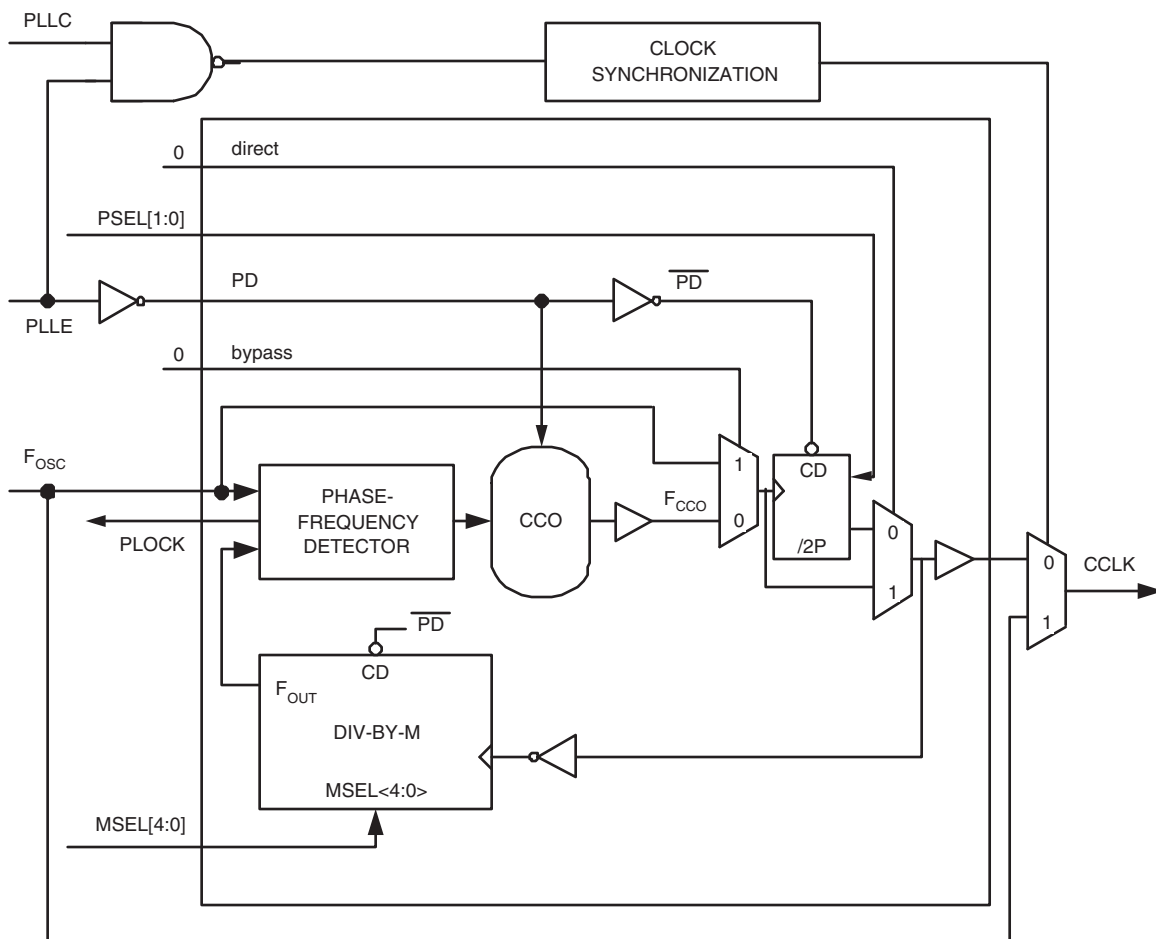 PLLC
CLOCK
SYNCHRONIZATION
0 direct
PSEL[1:0]
PD
PD
PLLE
0 bypass
FOSC
1
CD
PHASE-
FREQUENCY
DETECTOR
CCO
FCCO
0
PLOCK
/2P
0
1
0
CCLK
1
PD
CD
FOUT
DIV-BY-M
MSEL<4:0>
MSEL[4:0]